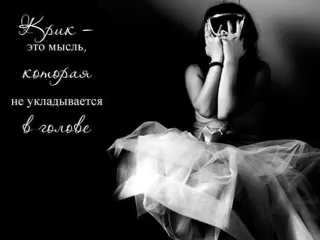 Крик –
это мысль,
которая
не укладывается
в голове